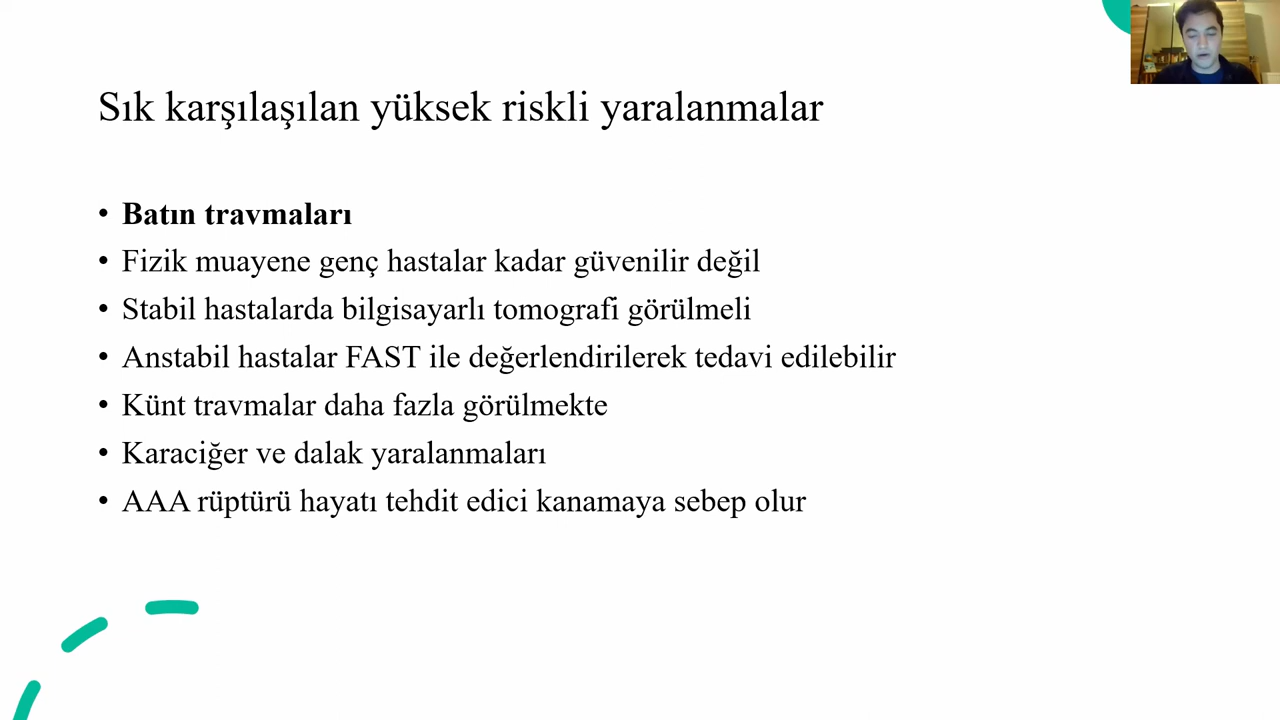 Sık karşılaşılan yüksek riskli yaralanmalar
• Batın travmaları
• Fizik muayene genç hastalar kadar güvenilir değil
• Stabil hastalarda bilgisayarlı tomografi görülmeli
• Anstabil hastalar FAST ile değerlendirilerek tedavi edilebilir
• Künt travmalar daha fazla görülmekte
• Karaciğer ve dalak yaralanmaları
• AAA rüptürü hayatı tehdit edici kanamaya sebep olur